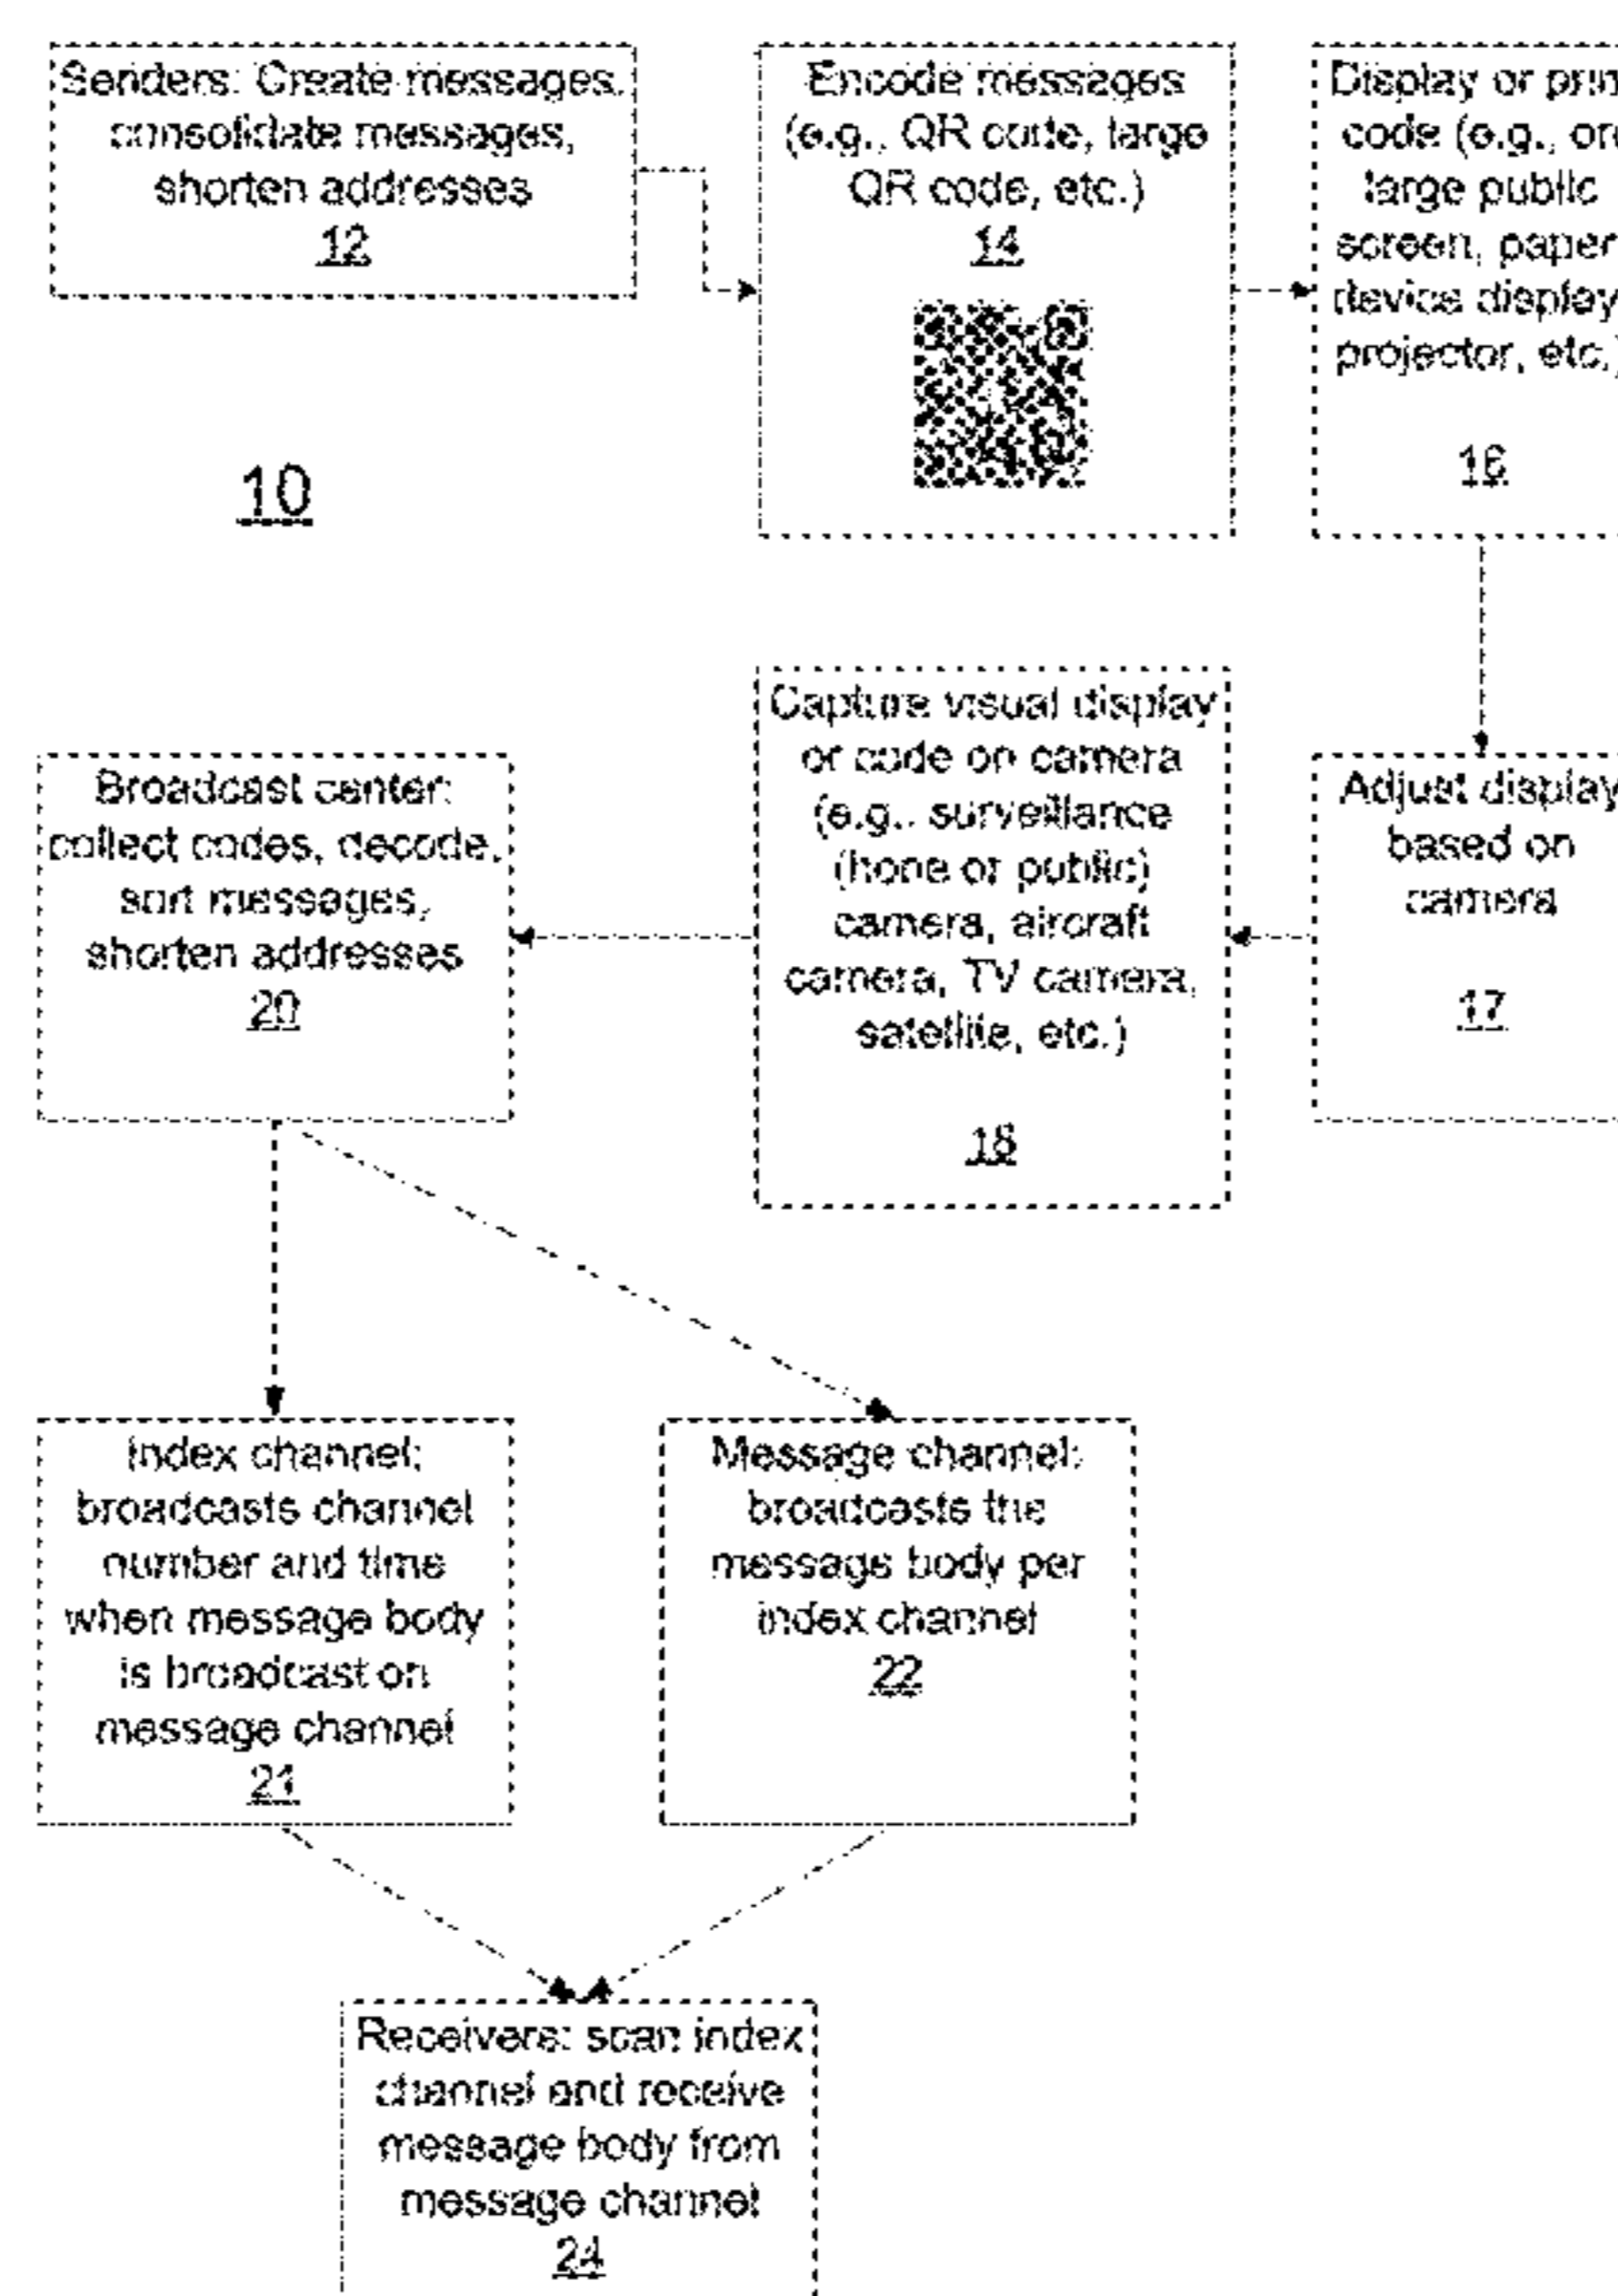 Senders: Create messages,
consolidate messages,
shorten addresses
12
Encode messages
(e.g., QR code, large
QR code, etc.)
14
Display or prin
code (e.g., on
large public
screen, paper
device display
projector, etc.)
16
10
Adjust display
based on
camera
17
Capture visual display
or code on camera
(e.g., surveillance
(hone or public)
camera, aircraft
camera, TV camera,
satellite, etc.)
18
Broadcast center:
collect codes, decode,
sort messages,
shorten addresses
20
Index channel:
broadcasts channel
number and time
when message body
is broadcast on
message channel
21
Message channel:
broadcasts the
message body per
index channel
22
Receivers: scan index
channel and receive
message body from
message channel
24